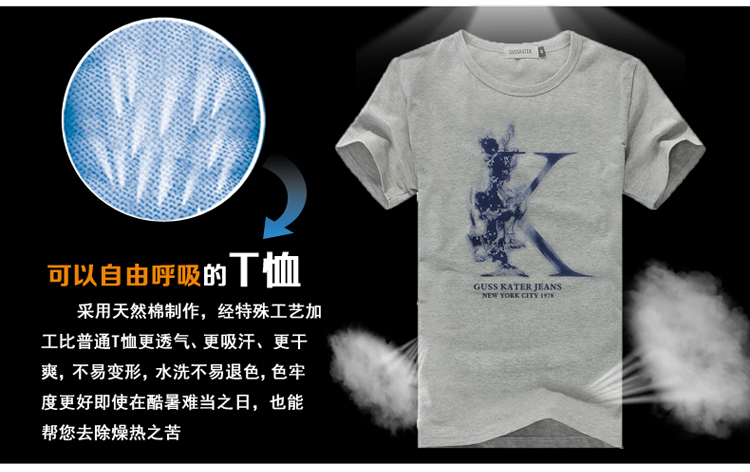 GUSSKATER
可以自由呼吸的T恤
采用天然棉制作，经特殊工艺加
工比普通T恤更透气、更吸汗、更干
爽，不易变形，水洗不易退色，色牢
度更好即使在酷暑难当之日，也能
帮您去除燥热之苦
K
GUSS KATER JEANS
NEW YORK CITY 1978